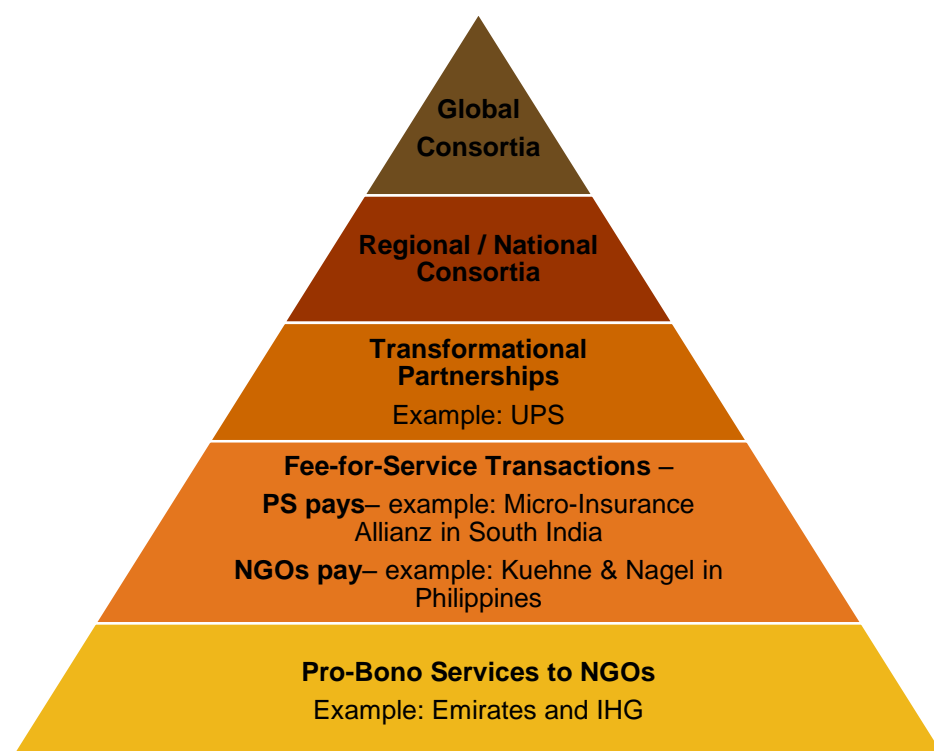 Global
Consortia
Regional / National
Consortia
Transformational
Partnerships
Example: UPS
Fee-for-Service Transactions –
PS pays– example: Micro-Insurance
Allianz in South India
NGOs pay– example: Kuehne & Nagel in
Philippines
Pro-Bono Services to NGOs
Example: Emirates and IHG